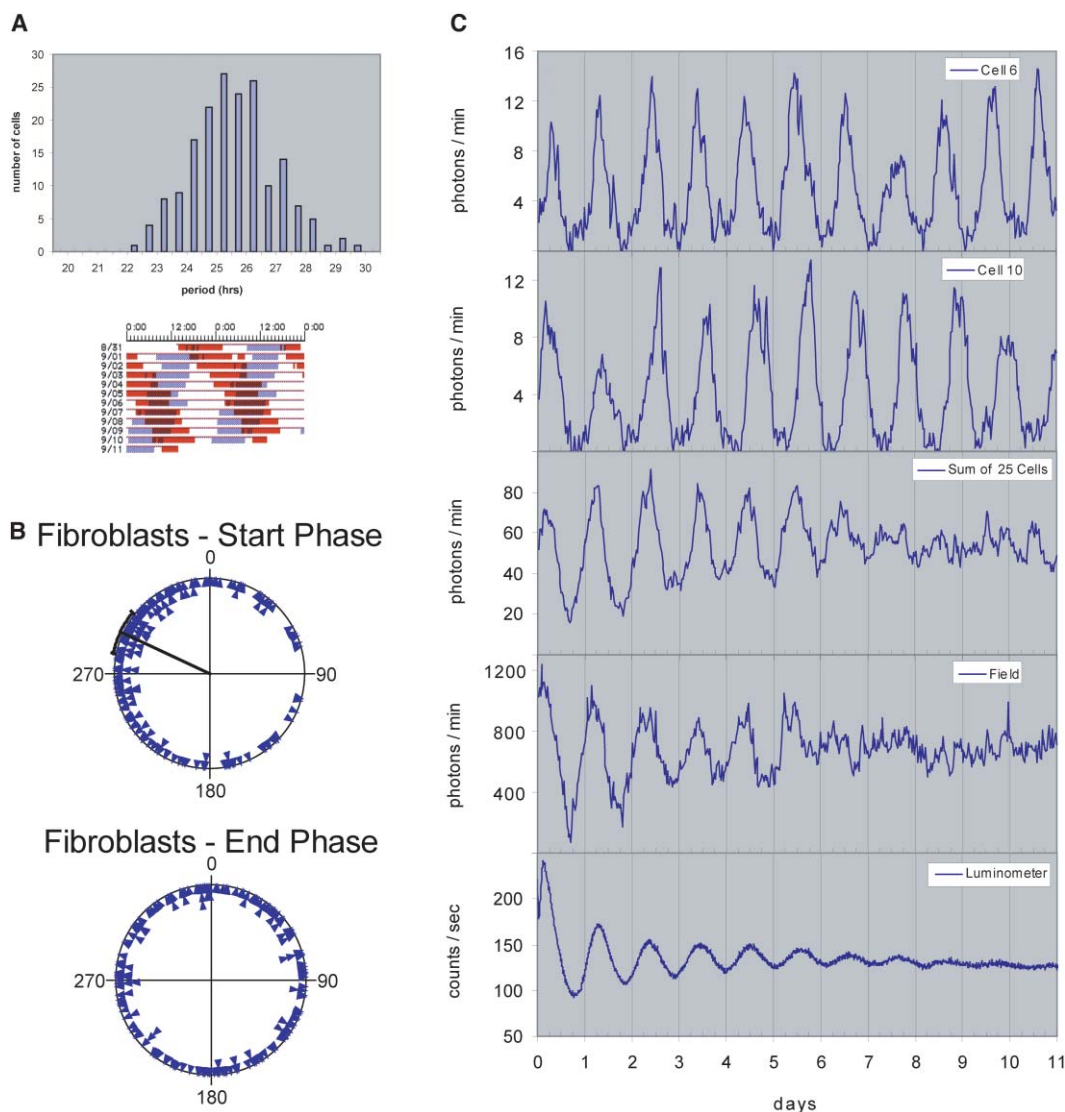 A
30
25
20
15
10
5
0
number of cells
20 21 22 23 24 25 26 27 28 29 30
period (hrs)
0:00 12:00 0:00 12:00 0:00
8/31
9/01
9/02
9/03
9/04
9/05
9/06
9/07
9/08
9/09
9/10
9/11
B Fibroblasts - Start Phase
0
270 90
180
Fibroblasts - End Phase
0
270 90
180
C
16
12
8
4
photons / min
Cell 6
12
8
4
photons / min
Cell 10
80
60
40
20
photons / min
Sum of 25 Cells
1200
800
400
photons / min
Field
200
150
100
50
counts / sec
Luminometer
0 1 2 3 4 5 6 7 8 9 10 11
days